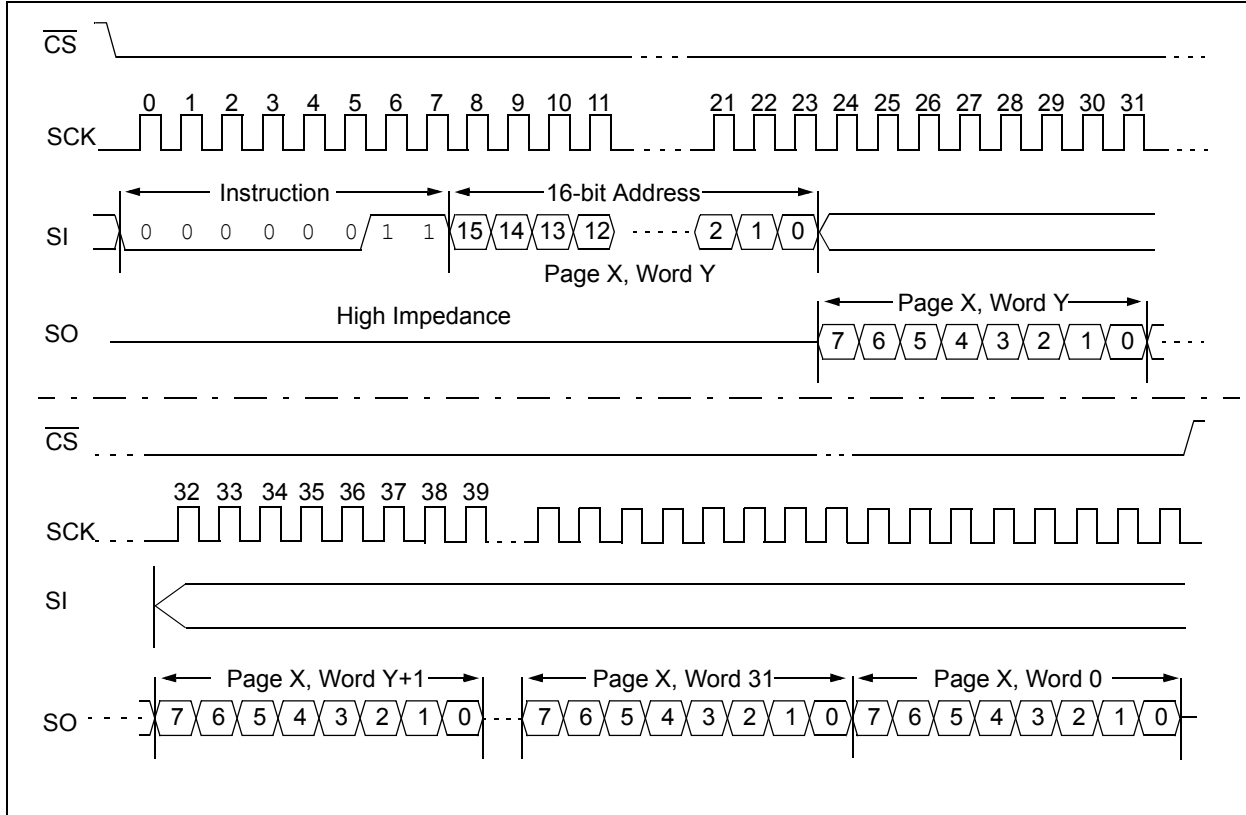 CS
0 1 2 3 4 5 6 7 8 9 10 11 21 22 23 24 25 26 27 28 29 30 31
SCK
Instruction 16-bit Address
SI 0 0 0 0 0 0 1 1 15 14 13 12 2 1 0
Page X, Word Y
High Impedance Page X, Word Y
SO 7 6 5 4 3 2 1 0
CS
32 33 34 35 36 37 38 39
SCK
SI
Page X, Word Y+1 Page X, Word 31 Page X, Word 0
SO 7 6 5 4 3 2 1 0 7 6 5 4 3 2 1 0 7 6 5 4 3 2 1 0